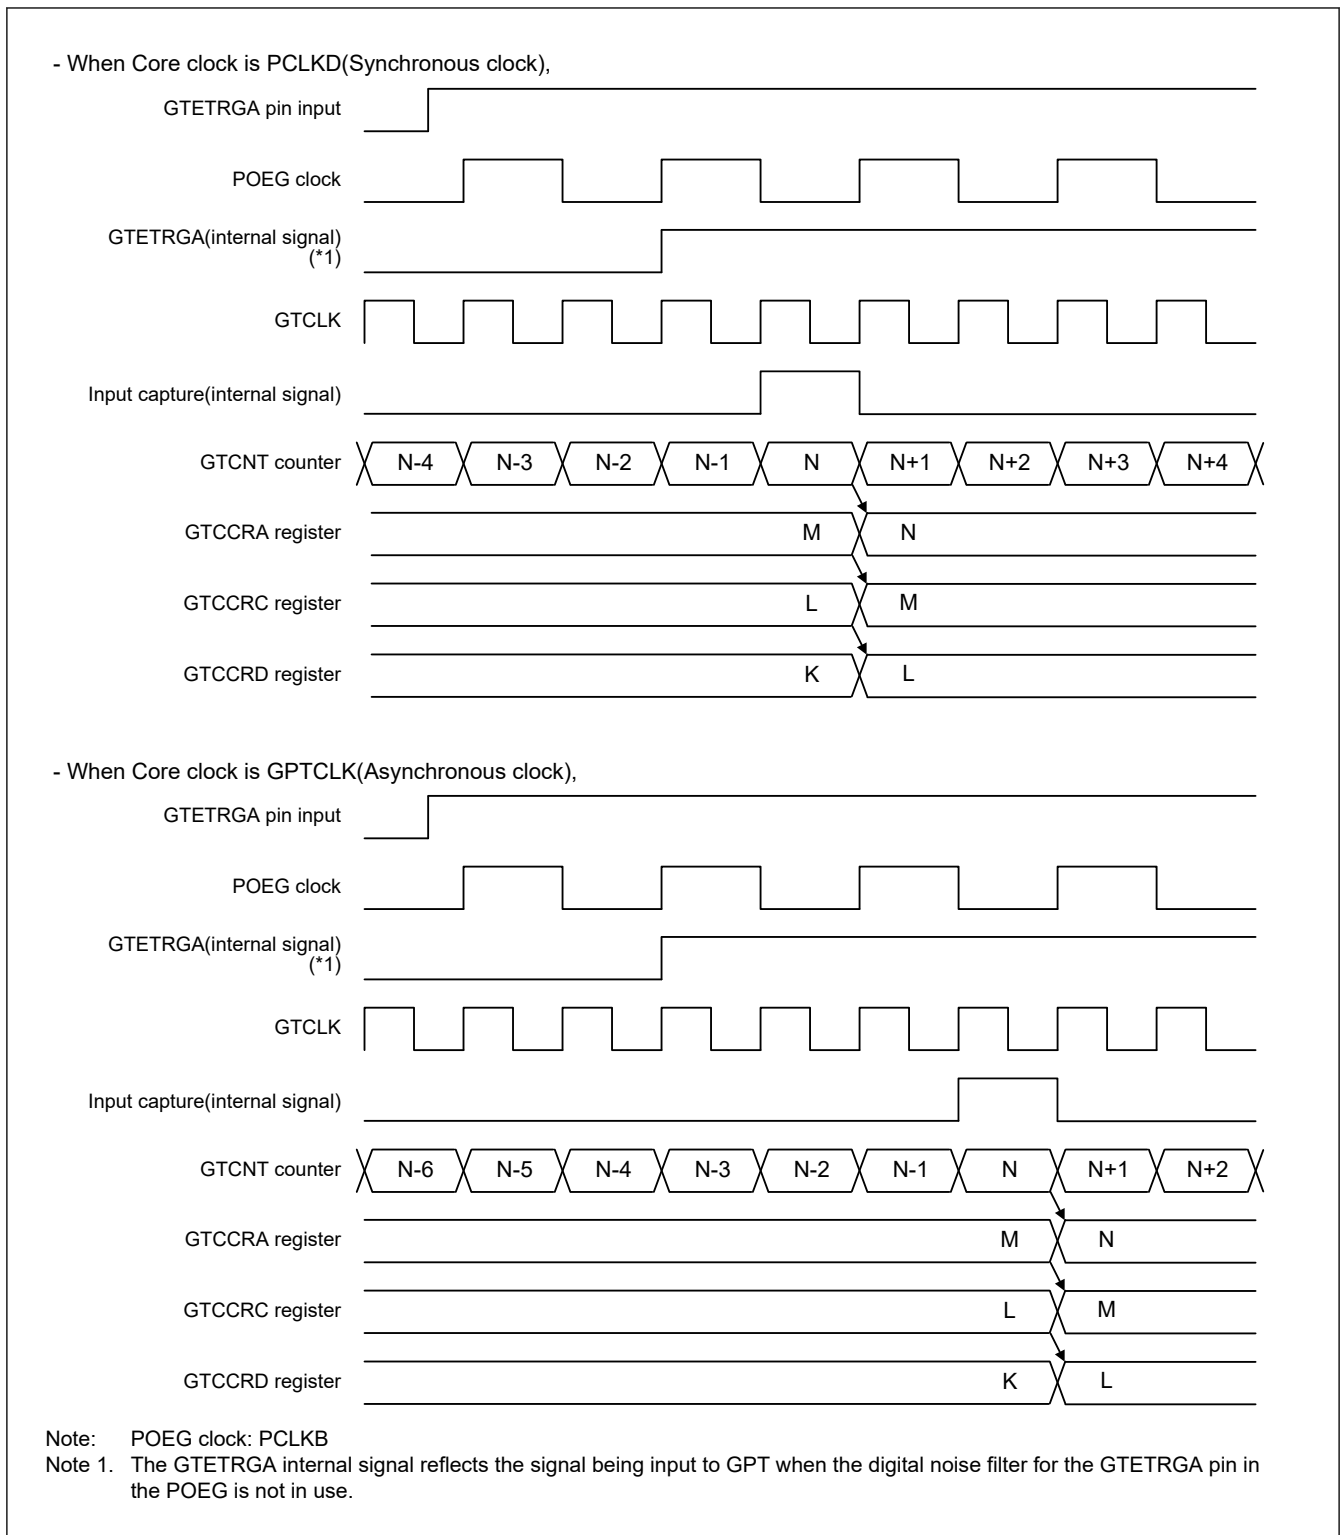 - When Core clock is PCLKD(Synchronous clock),
GTETRGA pin input
POEG clock
GTETRGA(internal signal)
(*1)
GTCLK
Input capture(internal signal)
GTCNT counter N-4 N-3 N-2 N-1 N N+1 N+2 N+3 N+4
GTCCRA register M N
GTCCRC register L M
GTCCRD register K L
- When Core clock is GPTCLK(Asynchronous clock),
GTETRGA pin input
POEG clock
GTETRGA(internal signal)
(*1)
GTCLK
Input capture(internal signal)
GTCNT counter N-6 N-5 N-4 N-3 N-2 N-1 N N+1 N+2
GTCCRA register M N
GTCCRC register L M
GTCCRD register K L
Note: POEG clock: PCLKB
Note 1. The GTETRGA internal signal reflects the signal being input to GPT when the digital noise filter for the GTETRGA pin in
the POEG is not in use.